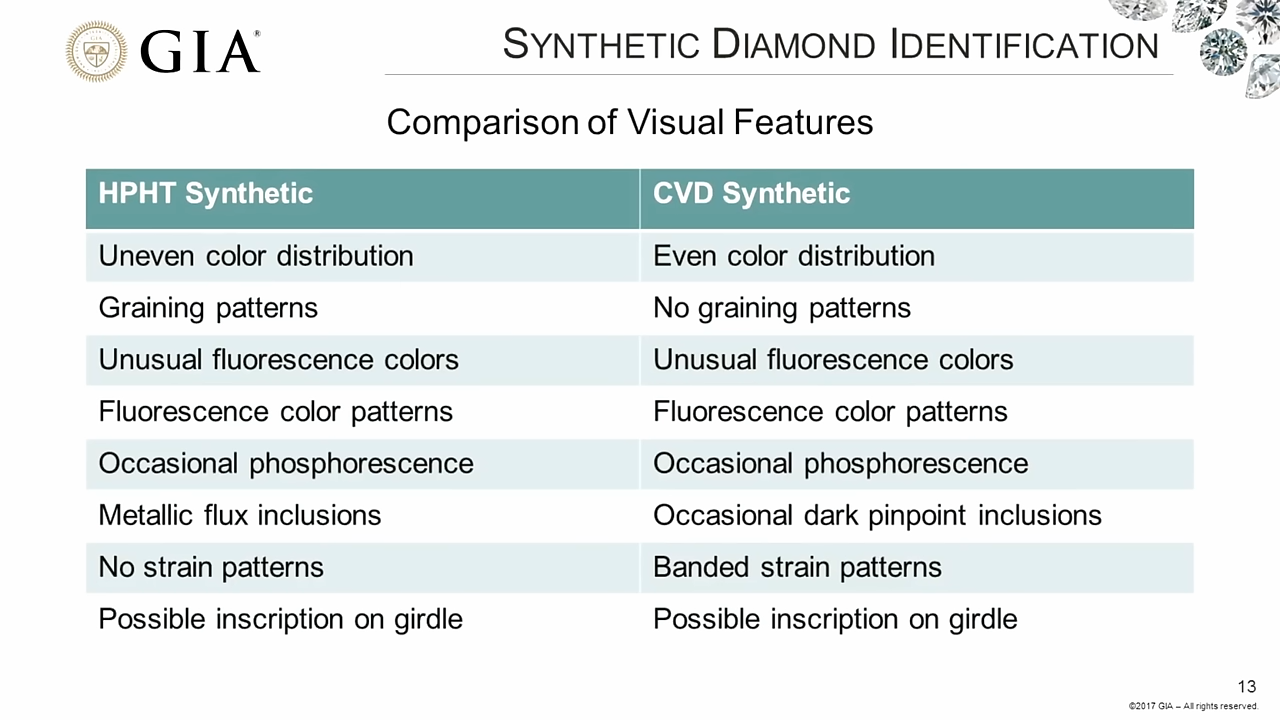 GIA®
SYNTHETIC DIAMOND IDENTIFICATION
Comparison of Visual Features
HPHT Synthetic CVD Synthetic
Uneven color distribution Even color distribution
Graining patterns No graining patterns
Unusual fluorescence colors Unusual fluorescence colors
Fluorescence color patterns Fluorescence color patterns
Occasional phosphorescence Occasional phosphorescence
Metallic flux inclusions Occasional dark pinpoint inclusions
No strain patterns Banded strain patterns
Possible inscription on girdle Possible inscription on girdle
13
©2017 GIA – All rights reserved.